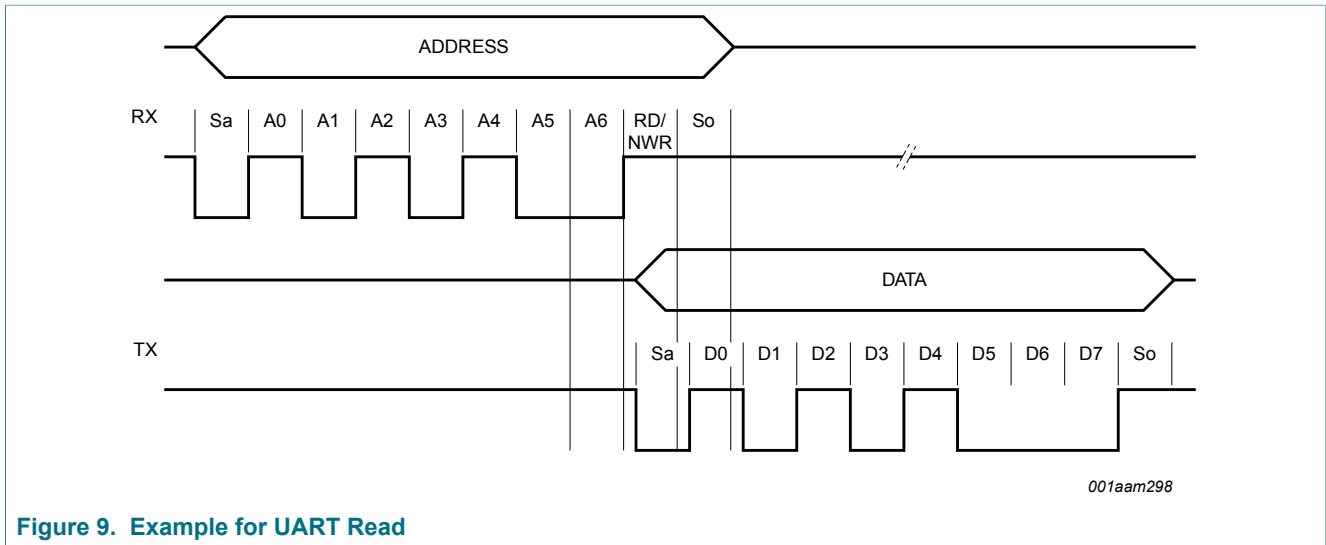 ADDRESS
RX Sa A0 A1 A2 A3 A4 A5 A6 RD/ So
NWR
DATA
TX Sa D0 D1 D2 D3 D4 D5 D6 D7 So
001aam298
Figure 9. Example for UART Read